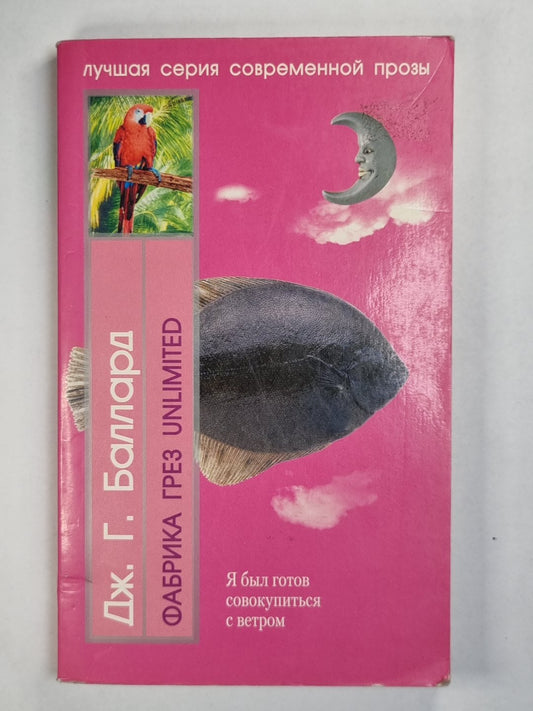 лучшая серия современной прозы
Дж. Г. Баллард
ФАБРИКА ГРЕЗ UNLIMITED
Я был готов
совокупиться
с ветром